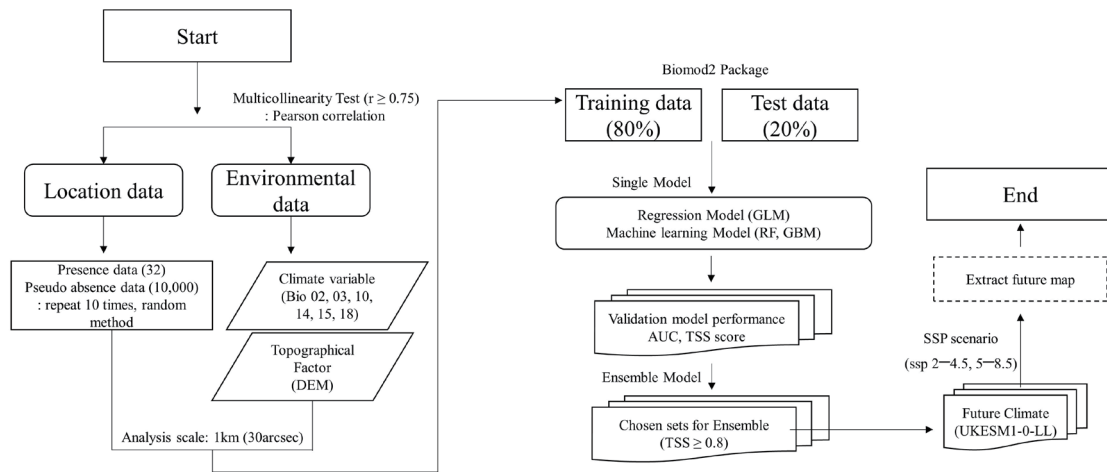 Start
Multicollinearity Test (r ≥ 0.75)
: Pearson correlation
Location data
Environmental
data
Presence data (32)
Pseudo absence data (10,000)
: repeat 10 times, random
method
Climate variable
(Bio 02, 03, 10,
14, 15, 18)
Topographical
Factor
(DEM)
Analysis scale: 1km (30arcsec)
Biomod2 Package
Training data
(80%)
Test data
(20%)
Single Model
Regression Model (GLM)
Machine learning Model (RF, GBM)
Validation model performance
AUC, TSS score
Ensemble Model
Chosen sets for Ensemble
(TSS ≥ 0.8)
Future Climate
(UKESM1-0-LL)
SSP scenario
(ssp 2—4.5, 5—8.5)
Extract future map
End